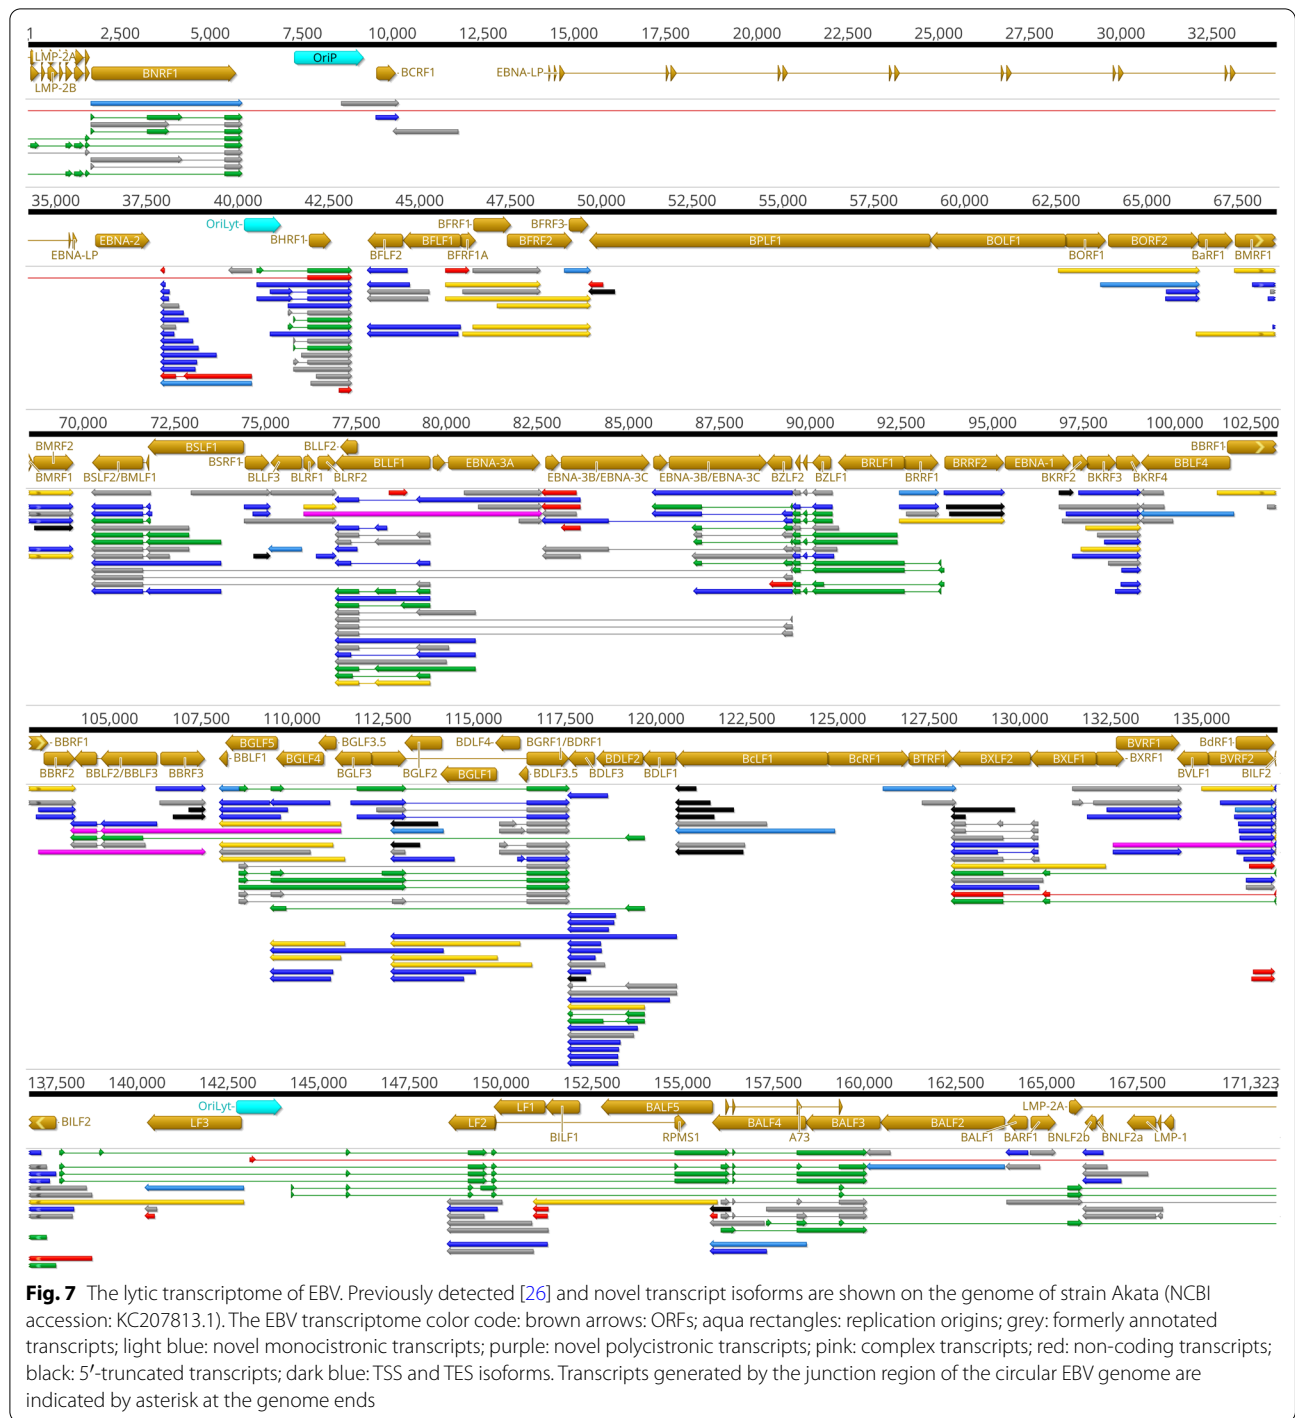 1 2,500 5,000 7,500 10,000 12,500 15,000 17,500 20,000 22,500 25,000 27,500 30,000 32,500
LMP-2A OriP
BNRF1 BCRF1 EBNA-LP
LMP-2B
35,000 37,500 40,000 42,500 45,000 47,500 50,000 52,500 55,000 57,500 60,000 62,500 65,000 67,500
OriLyt BFRF1 BFRF3
EBNA-2 BHRF1 BFLF1 BFRF2 BPLF1 BOLF1 BORF2
EBNA-LP BFLF2 BFRF1A BORF1 BaRF1 BMRF1
70,000 72,500 75,000 77,500 80,000 82,500 85,000 87,500 90,000 92,500 95,000 97,500 100,000 102,500
BMRF2 BSLF1 BLLF2 BBRF1
BSRF1 BLLF1 EBNA-3A BRLF1 BRRF2 EBNA-1 BBLF4
BMRF1 BSLF2/BMLF1 BLLF3 BLRF1 BLRF2 EBNA-3B/EBNA-3C EBNA-3B/EBNA-3C BZLF2 BZLF1 BRRF1 BKRF2 BKRF3 BKRF4
105,000 107,500 110,000 112,500 115,000 117,500 120,000 122,500 125,000 127,500 130,000 132,500 135,000
BBRF1 BGLF5 BGLF3.5 BDLF4 BGRF1/BDRF1 BVRF1 BdRF1
BBLF1 BGLF4 BDLF2 BcLF1 BcRF1 BTRF1 BXLF2 BXLF1 BXRF1 BVRF2
BBRF2 BBLF2/BBLF3 BBRF3 BGLF3 BGLF2 BGLF1 BDLF3.5 BDLF3 BDLF1 BVLF1 BILF2
137,500 140,000 142,500 145,000 147,500 150,000 152,500 155,000 157,500 160,000 162,500 165,000 167,500 171,323
OriLyt LF1 BALF5 LMP-2A
BILF2 LF3 LF2 BALF4 BALF3 BALF2
BILF1 RPMS1 A73 BALF1 BARF1 BNLF2b BNLF2a LMP-1
Fig. 7 The lytic transcriptome of EBV. Previously detected [26] and novel transcript isoforms are shown on the genome of strain Akata (NCBI
accession: KC207813.1). The EBV transcriptome color code: brown arrows: ORFs; aqua rectangles: replication origins; grey: formerly annotated
transcripts; light blue: novel monocistronic transcripts; purple: novel polycistronic transcripts; pink: complex transcripts; red: non-coding transcripts;
black: 5′-truncated transcripts; dark blue: TSS and TES isoforms. Transcripts generated by the junction region of the circular EBV genome are
indicated by asterisk at the genome ends